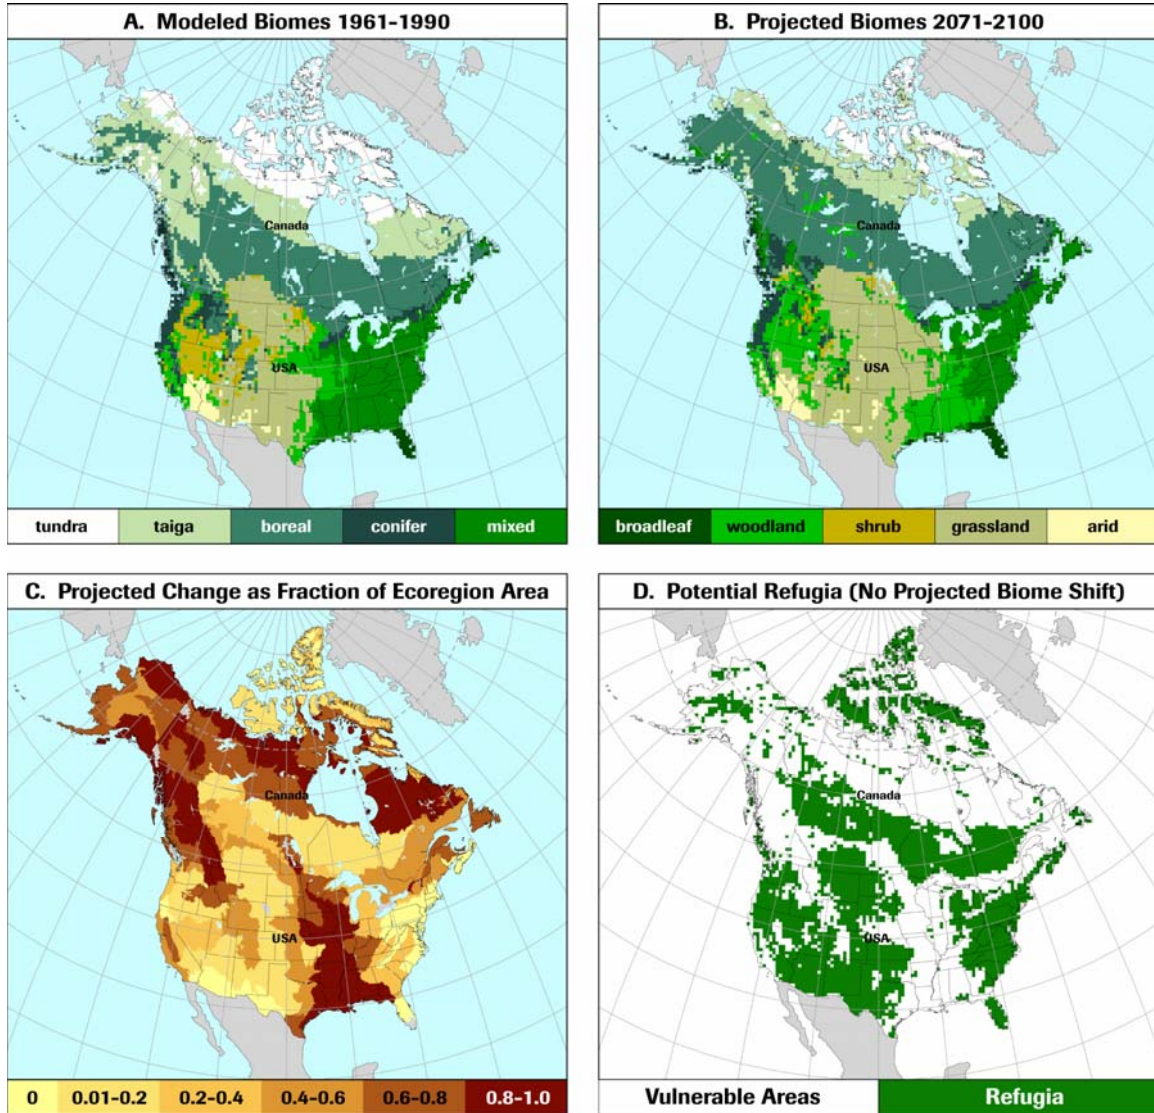 A. Modeled Biomes 1961-1990
Canada
USA
tundra taiga boreal conifer mixed
B. Projected Biomes 2071-2100
Canada
USA
broadleaf woodland shrub grassland arid
C. Projected Change as Fraction of Ecoregion Area
Canada
USA
0 0.01-0.2 0.2-0.4 0.4-0.6 0.6-0.8 0.8-1.0
D. Potential Refugia (No Projected Biome Shift)
Canada
USA
Vulnerable Areas Refugia